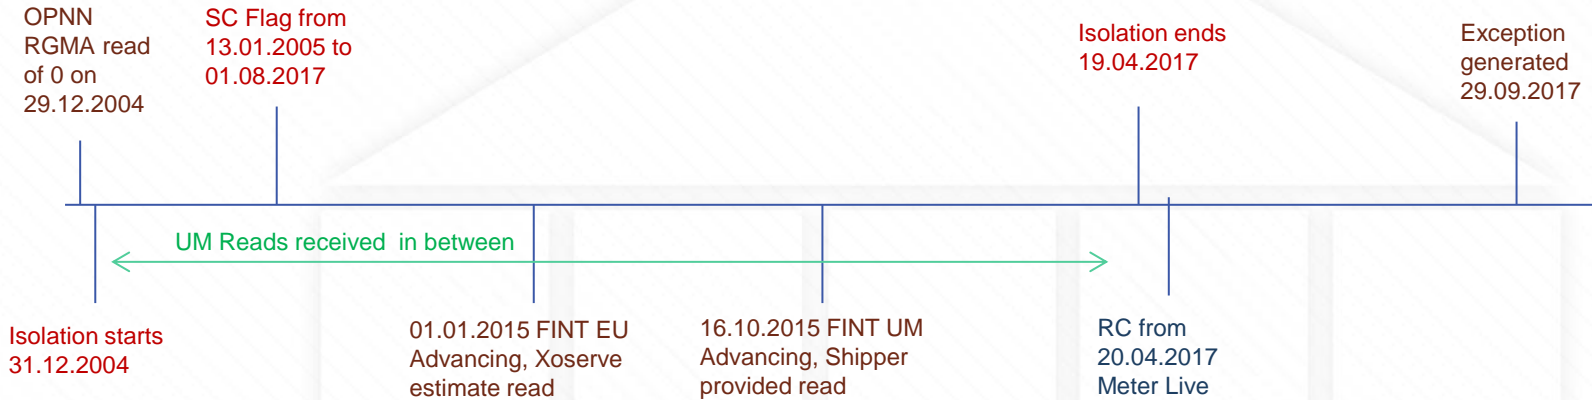 OPNN
RGMA read
of 0 on
29.12.2004
SC Flag from
13.01.2005 to
01.08.2017
Isolation ends
19.04.2017
Exception
generated
29.09.2017
UM Reads received in between
Isolation starts
31.12.2004
01.01.2015 FINT EU
Advancing, Xoserve
estimate read
16.10.2015 FINT UM
Advancing, Shipper
provided read
RC from
20.04.2017
Meter Live